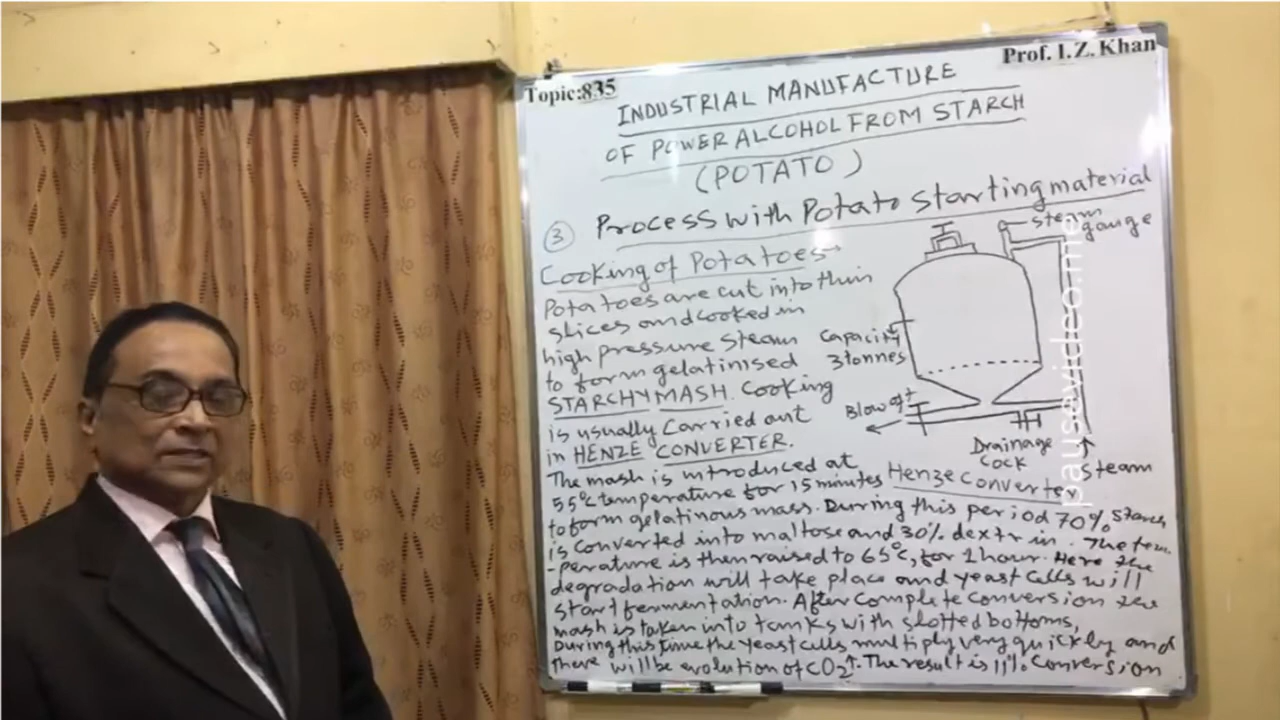 Topic:835
Prof. I. Z. Khan
INDUSTRIAL MANUFACTURE
OF POWER ALCOHOL FROM STARCH
(POTATO)
③ Process with Potato starting material
Cooking of Potatoes
Potatoes are cut into thin
slices and cooked in
high pressure steam
to form gelatinised
STARCHY MASH. Cooking
is usually carried out
in HENZE CONVERTER.
The mash is introduced at
55°C temperature for 15 minutes
to form gelatinous mass. During this period 70% starch
is converted into maltose and 30% dextrin. The tem
-perature is then raised to 65°C, for 1 hour. Here the
degradation will take place and yeast cells will
start fermentation. After complete conversion the
mash is taken into tanks with slotted bottoms,
During this time the yeast cells multiply very quickly and
there will be evolution of CO2↑. The result is 11% conversion
steam
gauge
Capacity
3 tonnes
Blow off
Drainage
Cock
steam
Henze Converter
pausevideo.me